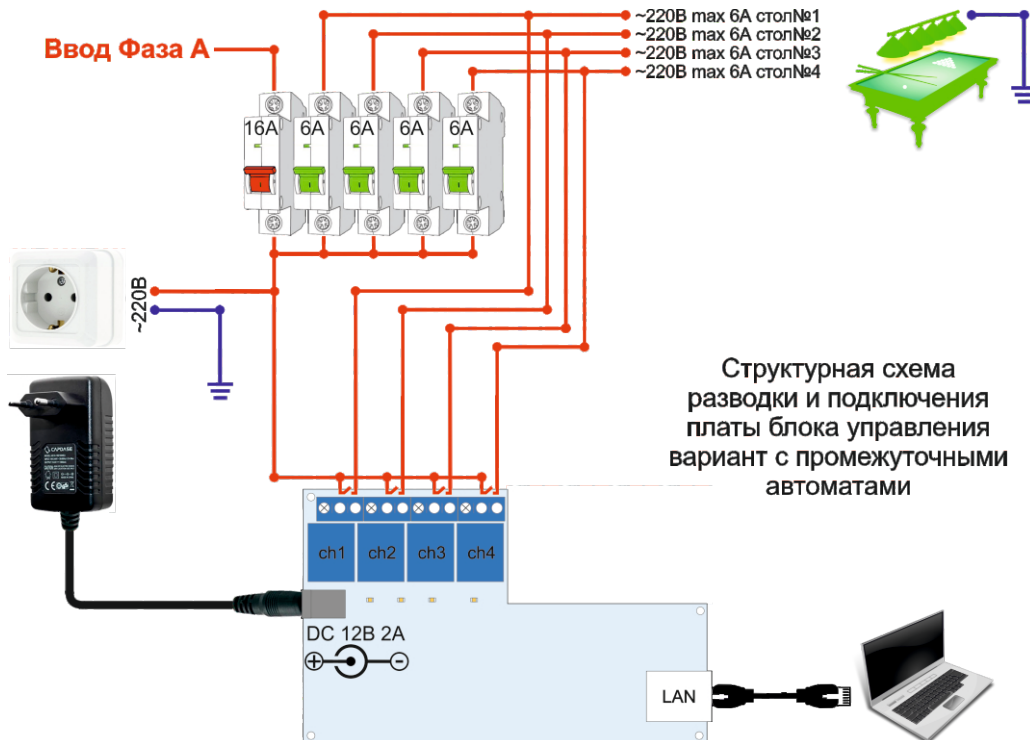 ~220В max 6А стол№1
~220В max 6А стол№2
~220В max 6А стол№3
~220В max 6А стол№4
Ввод Фаза А
16А
6А
6А
6А
6А
~220В
CAPDASE
Структурная схема
разводки и подключения
платы блока управления
вариант с промежуточными
автоматами
ch1
ch2
ch3
ch4
DC 12В 2А
LAN